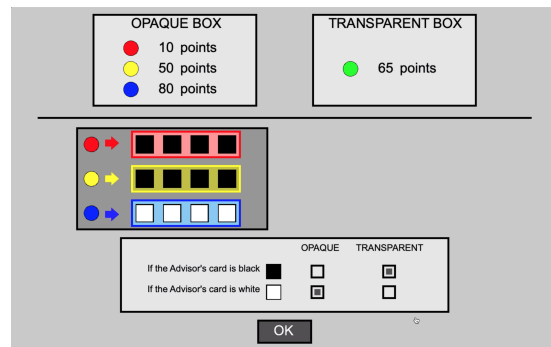 OPAQUE BOX
10 points
50 points
80 points
TRANSPARENT BOX
65 points
OPAQUE TRANSPARENT
If the Advisor's card is black
If the Advisor's card is white
OK